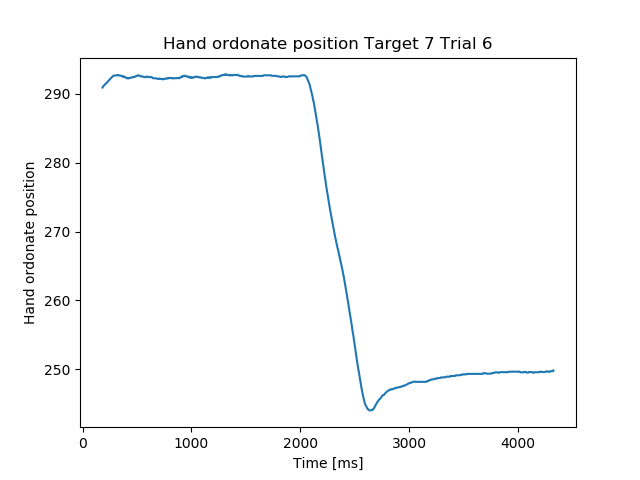 Hand ordonate position Target 7 Trial 6
290
280
270
260
250
Hand ordonate position
0 1000 2000 3000 4000
Time [ms]